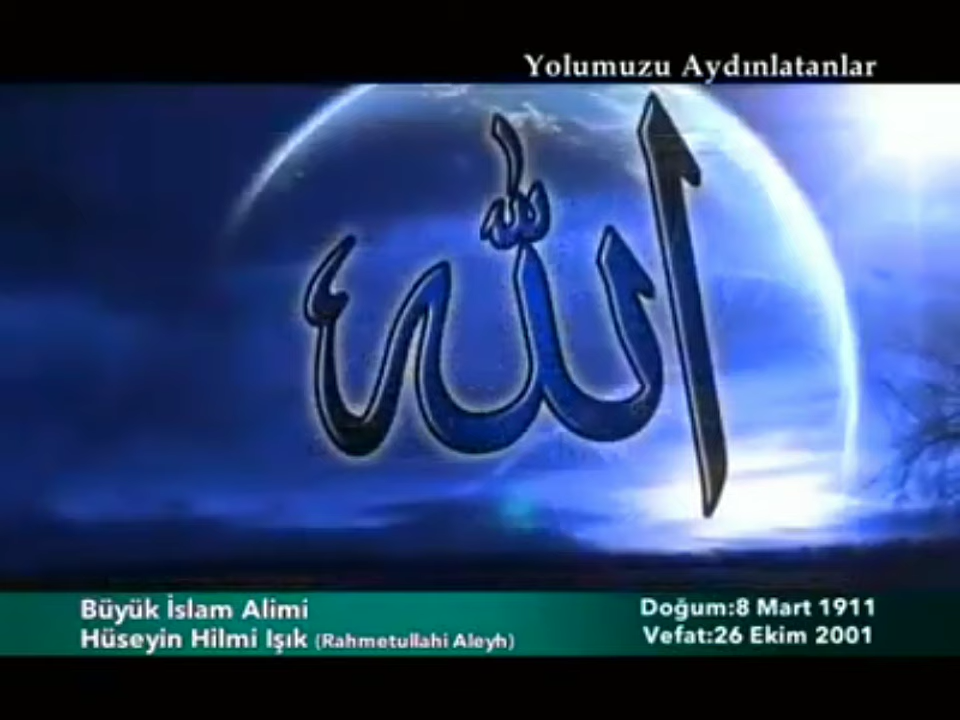 Yolumuzu Aydınlatanlar
الله
Büyük İslam Alimi
Hüseyin Hilmi Işık (Rahmetullahi Aleyh)
Doğum:8 Mart 1911
Vefat:26 Ekim 2001